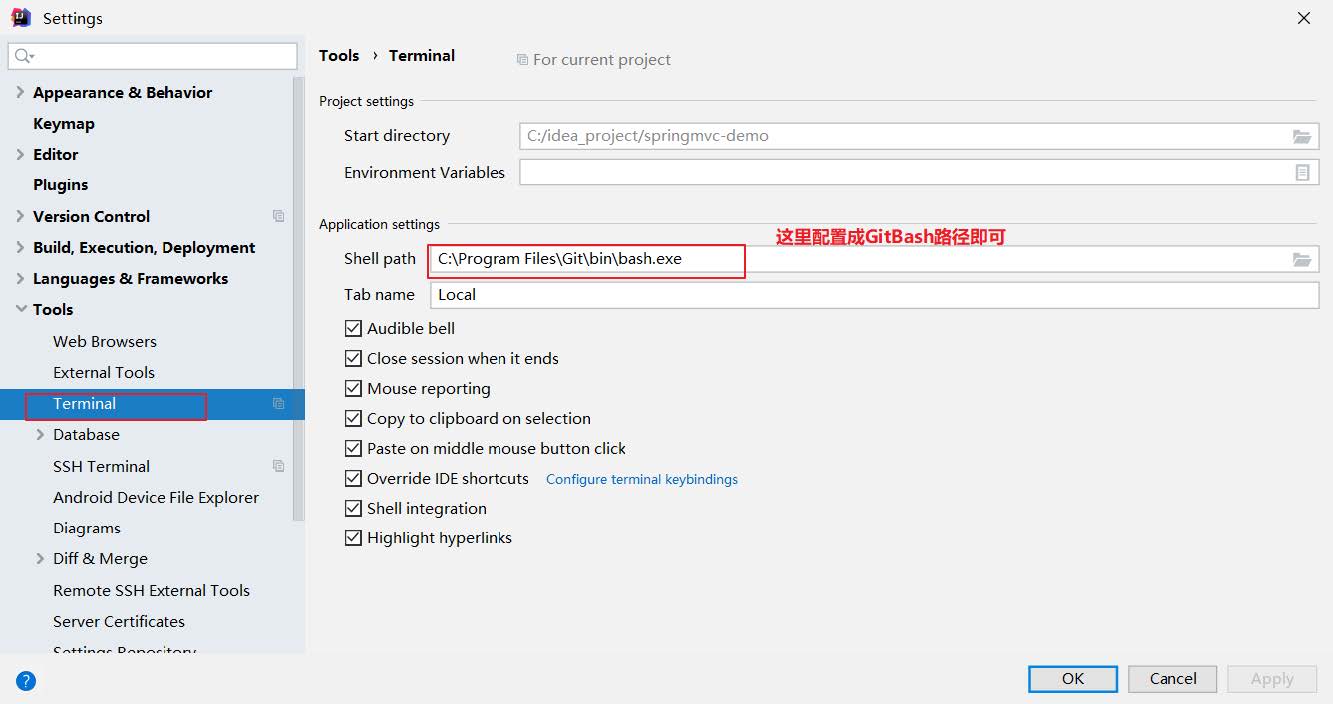 Settings
Tools › Terminal
For current project
Appearance & Behavior
Keymap
Editor
Plugins
Version Control
Build, Execution, Deployment
Languages & Frameworks
Tools
Web Browsers
External Tools
Terminal
Database
SSH Terminal
Android Device File Explorer
Diagrams
Diff & Merge
Remote SSH External Tools
Server Certificates
Settings Repository
Project settings
Start directory
C:/idea_project/springmvc-demo
Environment Variables
Application settings
这里配置成GitBash路径即可
Shell path
C:\Program Files\Git\bin\bash.exe
Tab name
Local
Audible bell
Close session when it ends
Mouse reporting
Copy to clipboard on selection
Paste on middle mouse button click
Override IDE shortcuts
Configure terminal keybindings
Shell integration
Highlight hyperlinks
?
OK
Cancel
Apply